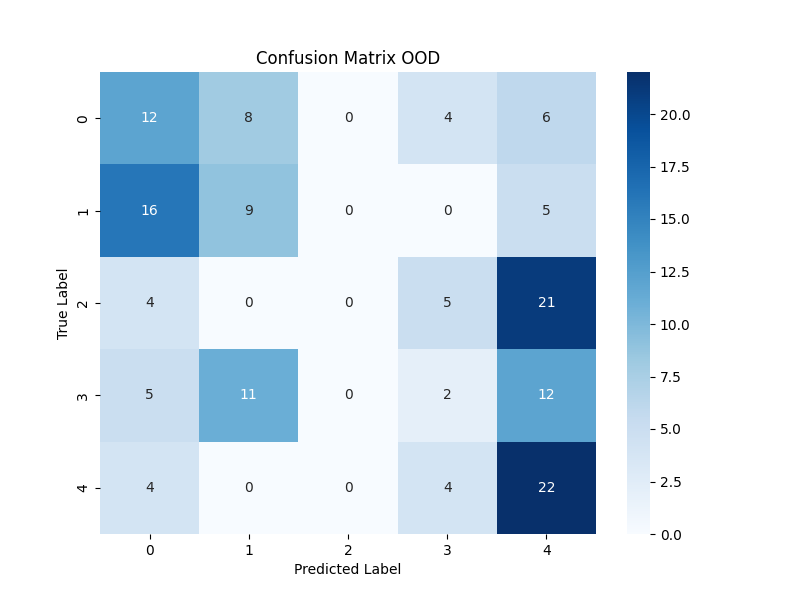 Confusion Matrix OOD
0 12 8 0 4 6
1 16 9 0 0 5
2 4 0 0 5 21
3 5 11 0 2 12
4 4 0 0 4 22
0 1 2 3 4
Predicted Label
True Label
20.0
17.5
15.0
12.5
10.0
7.5
5.0
2.5
0.0